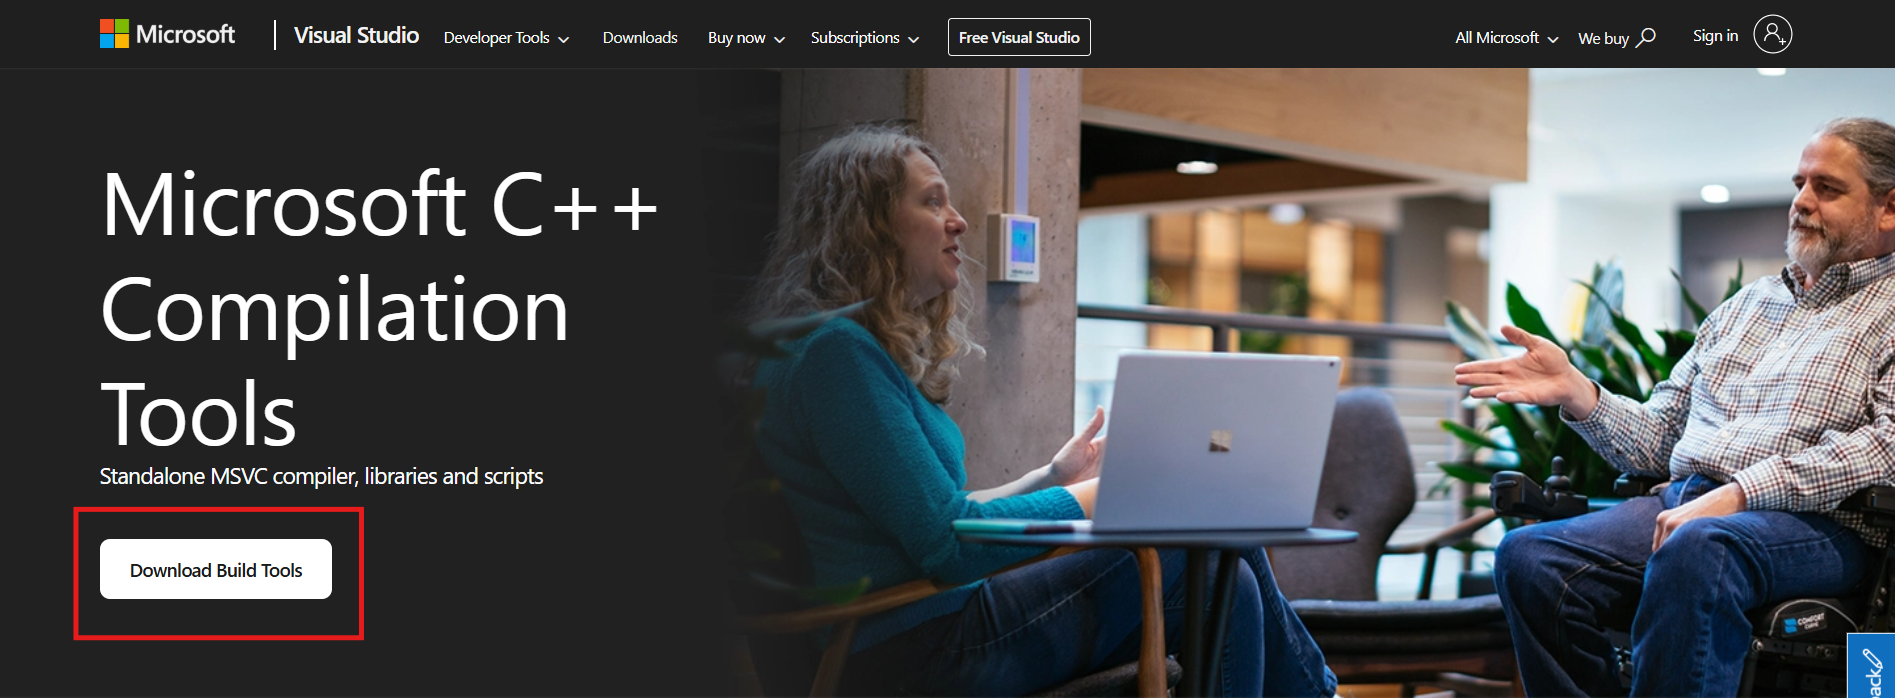 Microsoft
Visual Studio
Developer Tools
Downloads
Buy now
Subscriptions
Free Visual Studio
All Microsoft
We buy
Sign in
Microsoft C++
Compilation
Tools
Standalone MSVC compiler, libraries and scripts
Download Build Tools
COMFORT